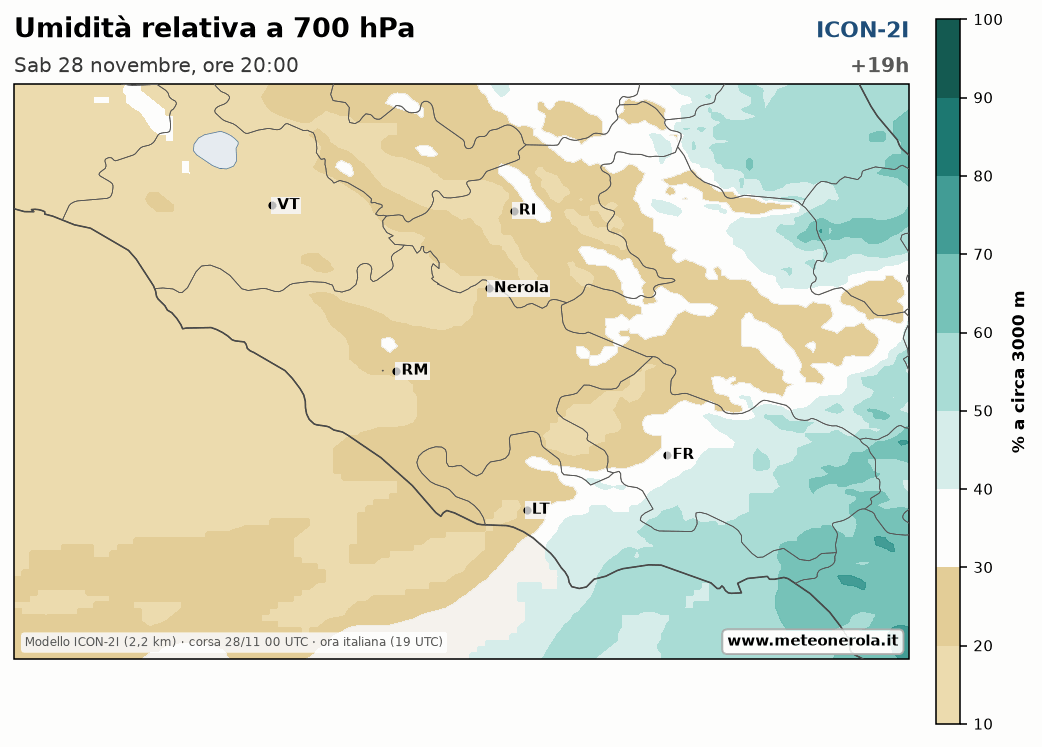 Umidità relativa a 700 hPa
ICON-2I
Sab 28 novembre, ore 20:00
+19h
100
90
80
70
60
50
40
30
20
10
% a circa 3000 m
VT
RI
Nerola
RM
FR
LT
Modello ICON-2I (2,2 km) · corsa 28/11 00 UTC · ora italiana (19 UTC)
www.meteonerola.it